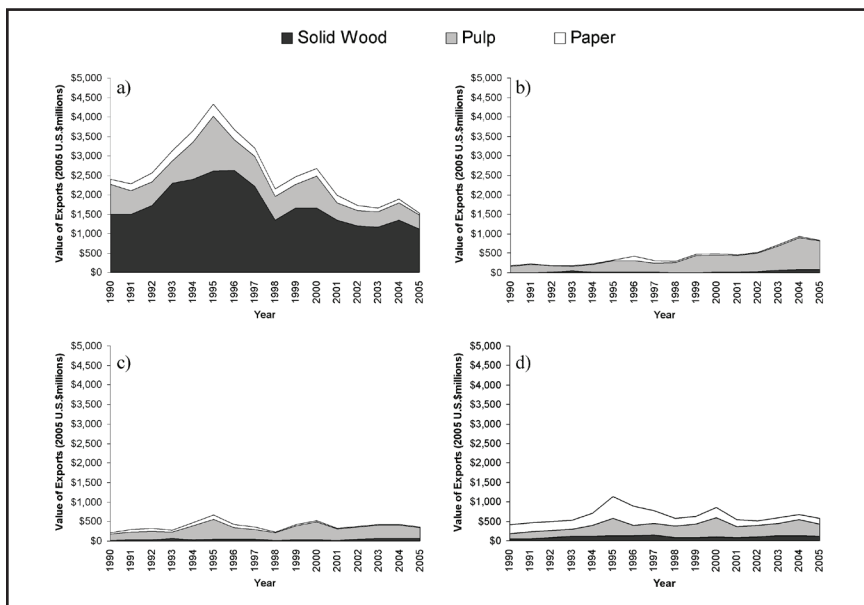 Solid Wood Pulp Paper
a)
Value of Exports (2005 U.S.$millions)
$5,000
$4,500
$4,000
$3,500
$3,000
$2,500
$2,000
$1,500
$1,000
$500
$0
1990 1991 1992 1993 1994 1995 1996 1997 1998 1999 2000 2001 2002 2003 2004 2005
Year
b)
Value of Exports (2005 U.S.$millions)
$5,000
$4,500
$4,000
$3,500
$3,000
$2,500
$2,000
$1,500
$1,000
$500
$0
1990 1991 1992 1993 1994 1995 1996 1997 1998 1999 2000 2001 2002 2003 2004 2005
Year
c)
Value of Exports (2005 U.S.$millions)
$5,000
$4,500
$4,000
$3,500
$3,000
$2,500
$2,000
$1,500
$1,000
$500
$0
1990 1991 1992 1993 1994 1995 1996 1997 1998 1999 2000 2001 2002 2003 2004 2005
Year
d)
Value of Exports (2005 U.S.$millions)
$5,000
$4,500
$4,000
$3,500
$3,000
$2,500
$2,000
$1,500
$1,000
$500
$0
1990 1991 1992 1993 1994 1995 1996 1997 1998 1999 2000 2001 2002 2003 2004 2005
Year